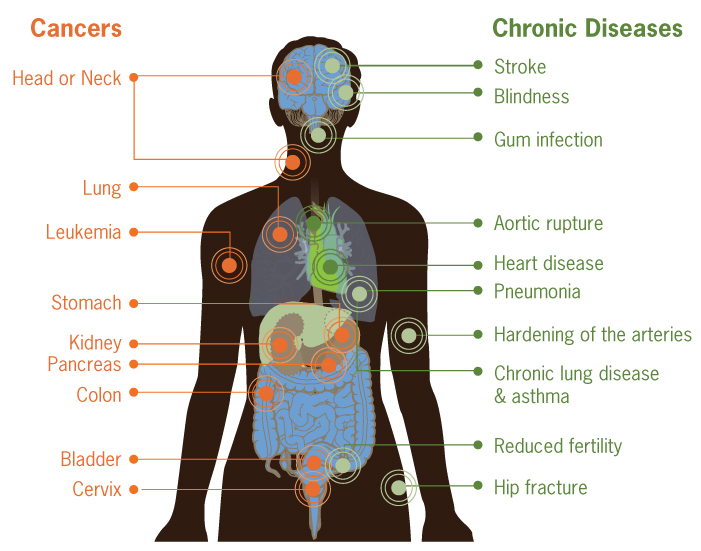 Cancers
Head or Neck
Lung
Leukemia
Stomach
Kidney
Pancreas
Colon
Bladder
Cervix
Chronic Diseases
Stroke
Blindness
Gum infection
Aortic rupture
Heart disease
Pneumonia
Hardening of the arteries
Chronic lung disease
& asthma
Reduced fertility
Hip fracture